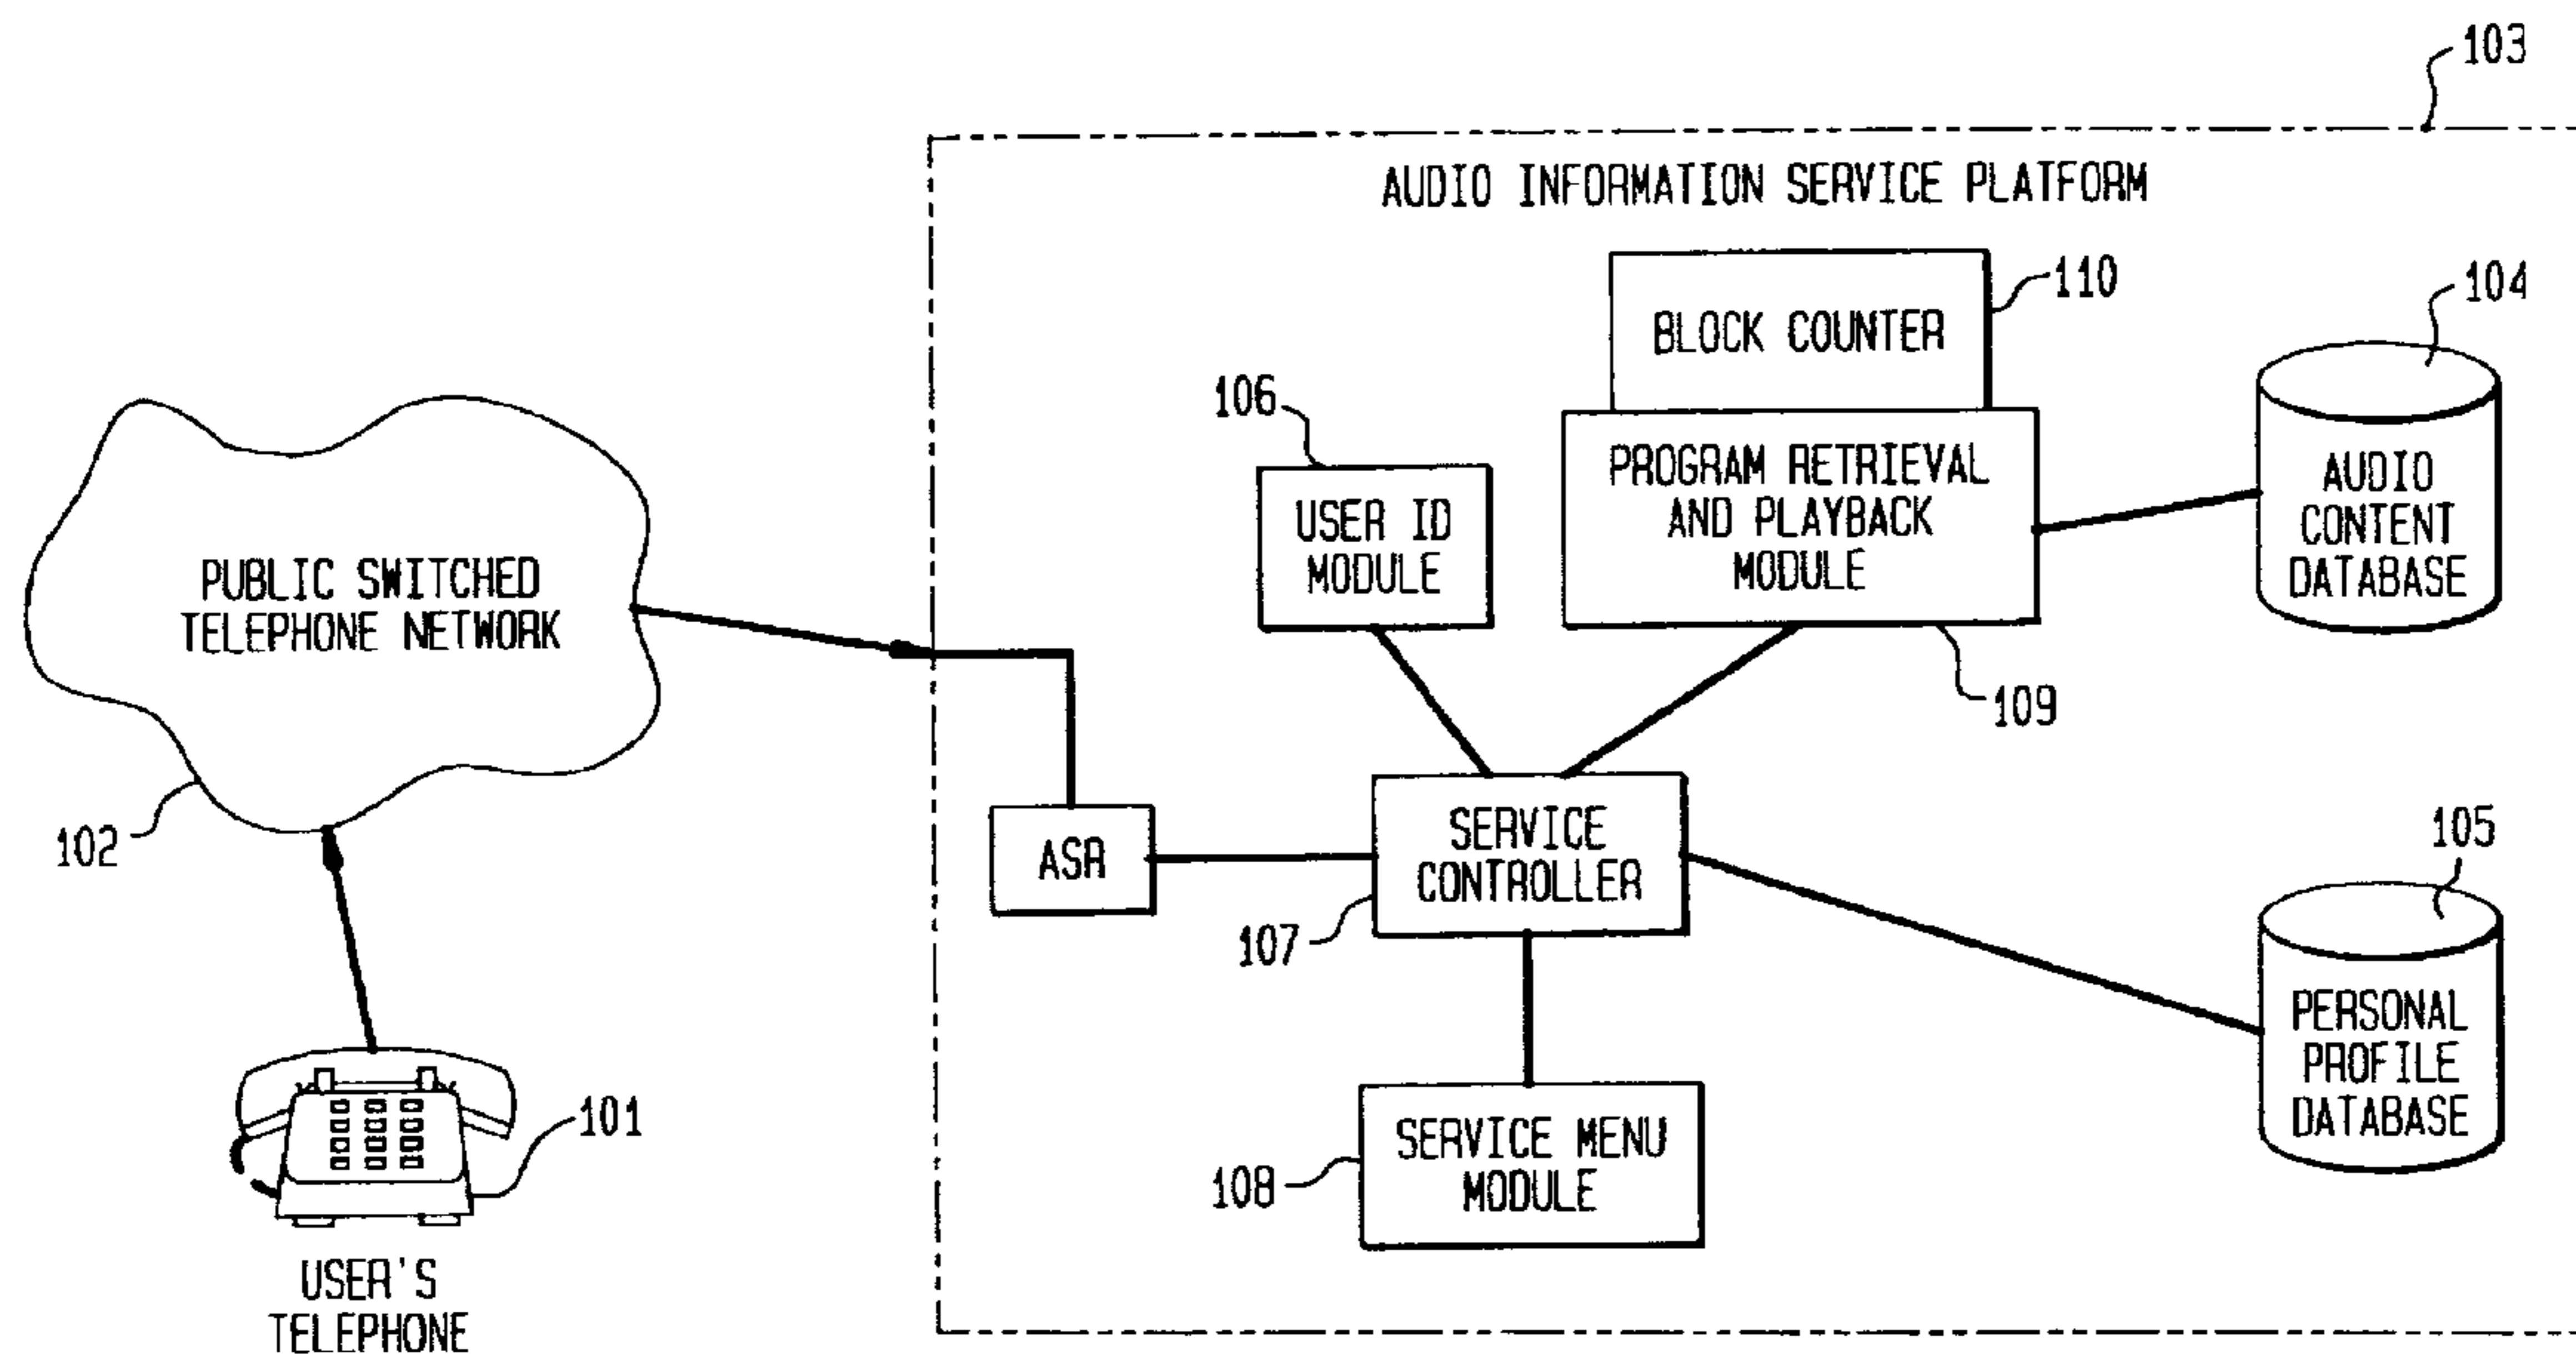 103
AUDIO INFORMATION SERVICE PLATFORM
BLOCK COUNTER
110
104
106
USER ID
MODULE
PROGRAM RETRIEVAL
AND PLAYBACK
MODULE
109
AUDIO
CONTENT
DATABASE
PUBLIC SWITCHED
TELEPHONE NETWORK
102
ASR
SERVICE
CONTROLLER
107
105
PERSONAL
PROFILE
DATABASE
SERVICE MENU
MODULE
108
101
USER'S
TELEPHONE